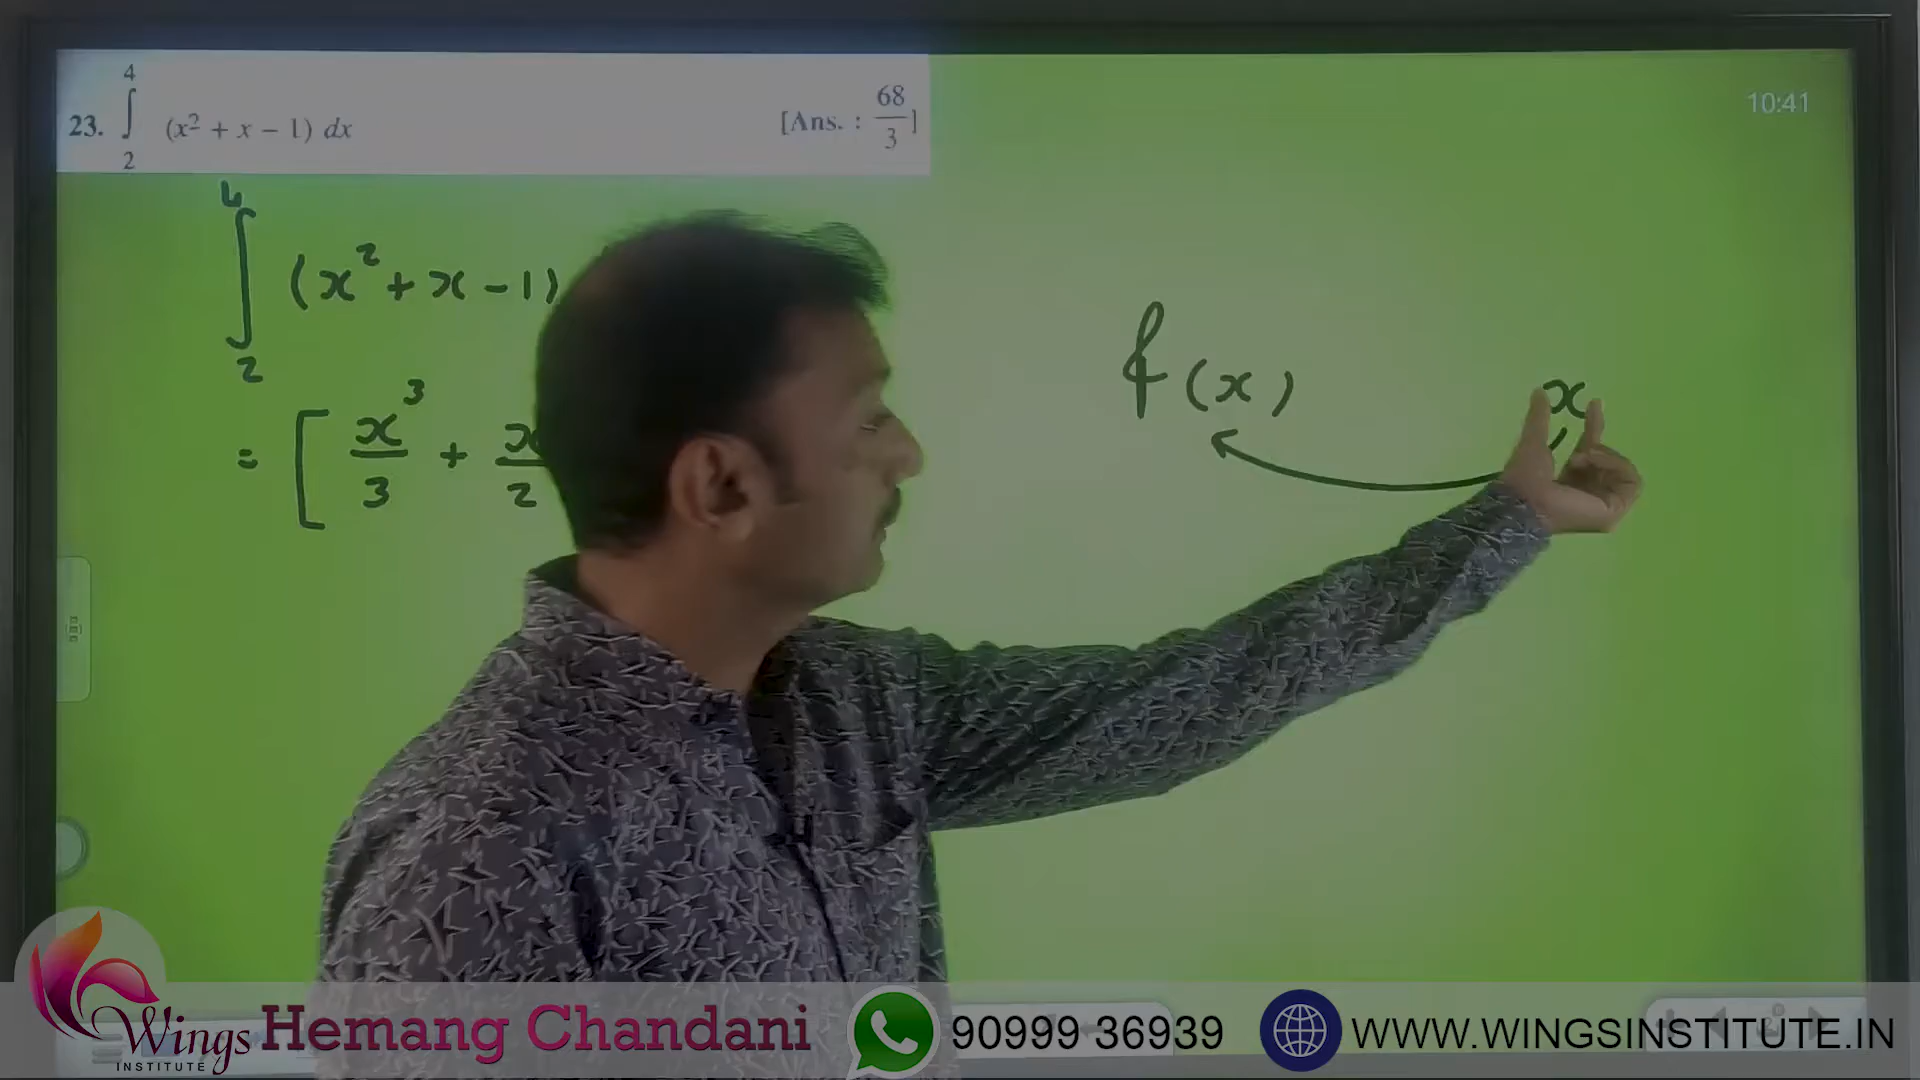 10:41
23. ∫₂⁴ (x² + x − 1) dx [Ans. : 68/3]
∫₂⁴ (x² + x − 1)
= [ x³/3 + x/2
f(x) x
Wings
INSTITUTE
Hemang Chandani
90999 36939
WWW.WINGSINSTITUTE.IN